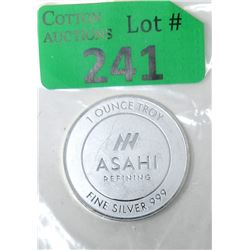 COTTON
AUCTIONS
Lot #
241
1 OUNCE TROY
ASAHI
REFINING
FINE SILVER 999